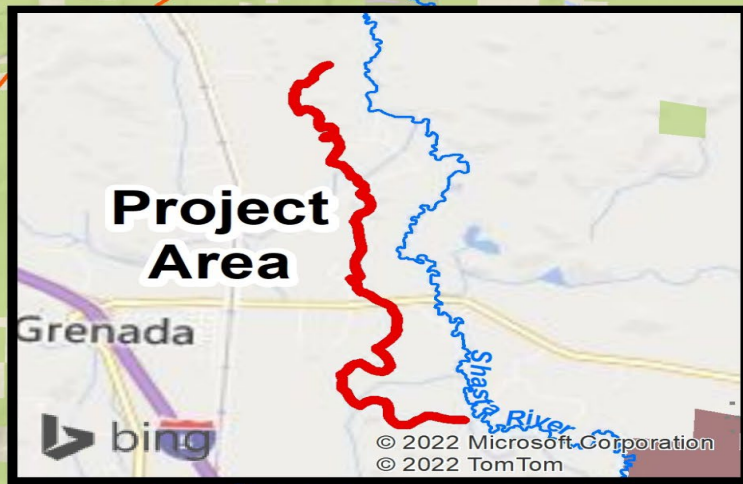 Project
Area
Grenada
Shasta River
bing
© 2022 Microsoft Corporation
© 2022 TomTom